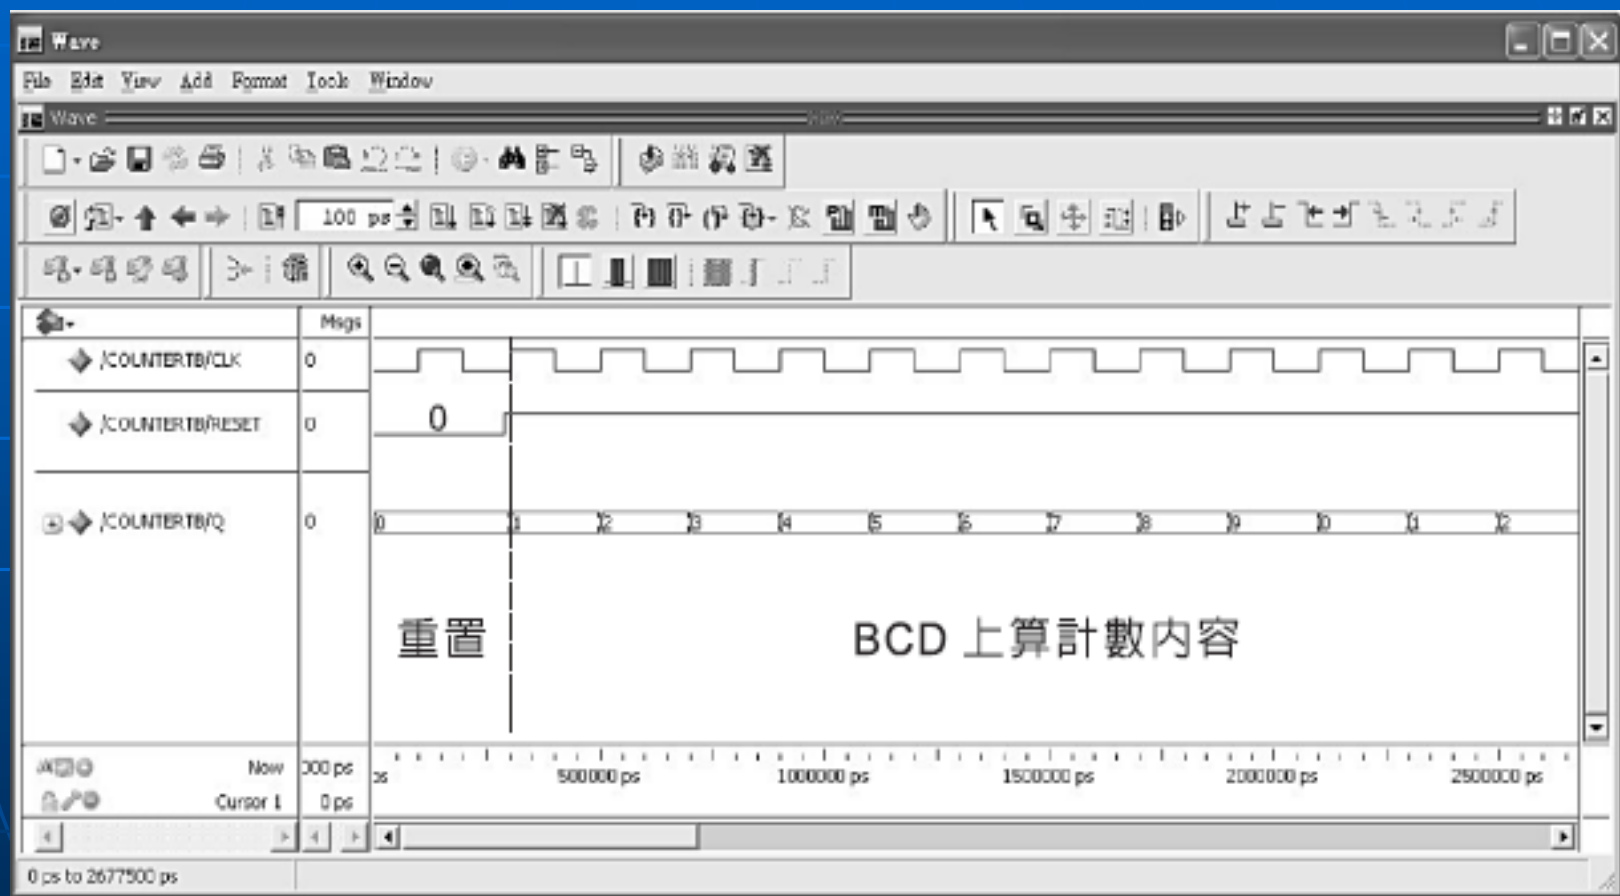 Wave
File Edit View Add Format Tools Window
Wave
100 ps
Msgs
/COUNTERTB/CLK 0
/COUNTERTB/RESET 0 0
/COUNTERTB/Q 0 0 1 2 3 4 5 6 7 8 9 0 1 2
重置 BCD 上算計數內容
Now 000 ps ps 500000 ps 1000000 ps 1500000 ps 2000000 ps 2500000 ps
Cursor 1 0 ps
0 ps to 2677500 ps